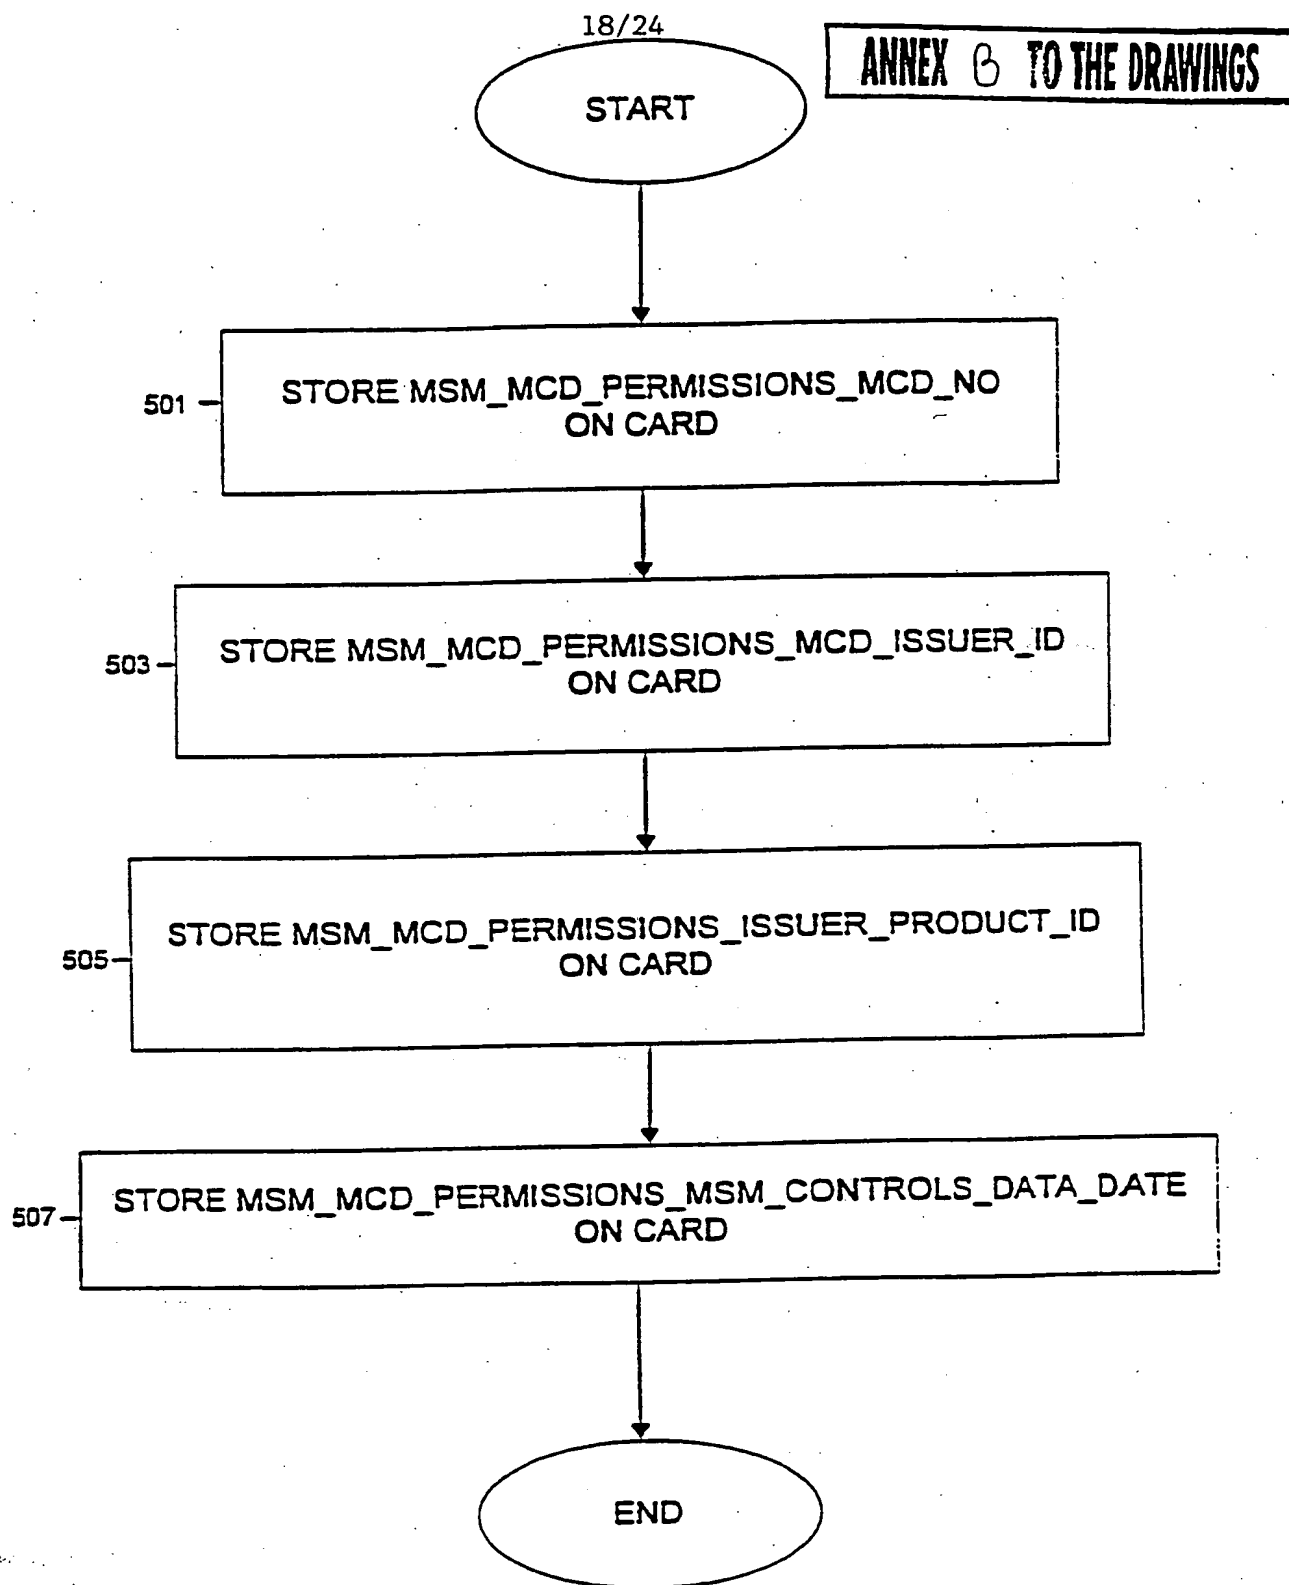 18/24
ANNEX B TO THE DRAWINGS
START
501
STORE MSM_MCD_PERMISSIONS_MCD_NO
ON CARD
503
STORE MSM_MCD_PERMISSIONS_MCD_ISSUER_ID
ON CARD
505
STORE MSM_MCD_PERMISSIONS_ISSUER_PRODUCT_ID
ON CARD
507
STORE MSM_MCD_PERMISSIONS_MSM_CONTROLS_DATA_DATE
ON CARD
END